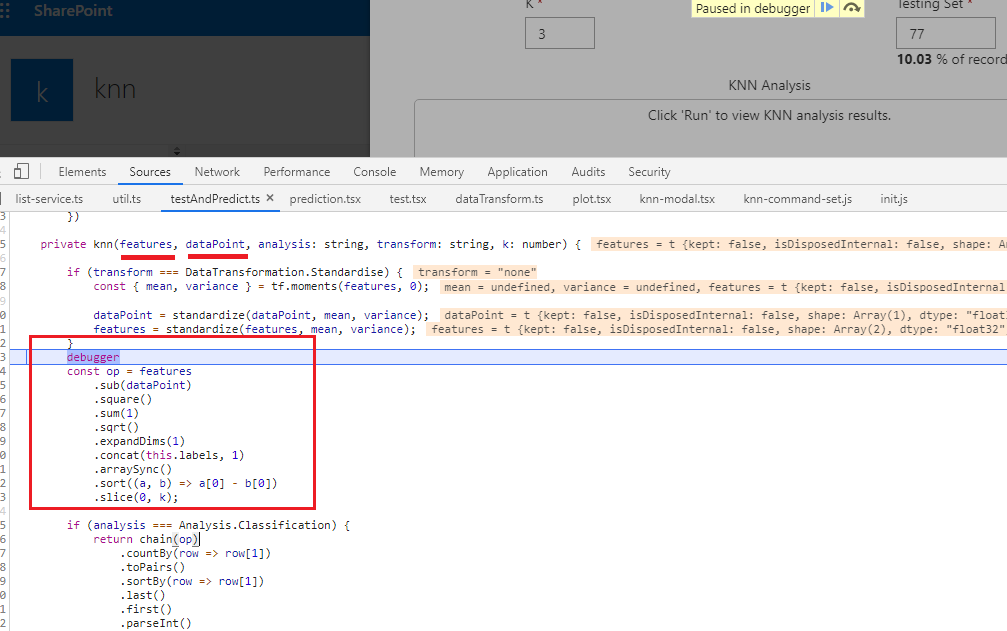 SharePoint
K *
Paused in debugger
Testing Set *
3
77
10.03 % of record
k
knn
KNN Analysis
Click 'Run' to view KNN analysis results.
Elements Sources Network Performance Console Memory Application Audits Security
list-service.ts util.ts testAndPredict.ts × prediction.tsx test.tsx dataTransform.ts plot.tsx knn-modal.tsx knn-command-set.js init.js
3 })
4
5 private knn(features, dataPoint, analysis: string, transform: string, k: number) { features = t {kept: false, isDisposedInternal: false, shape: Ar
6
7 if (transform === DataTransformation.Standardise) { transform = "none"
8 const { mean, variance } = tf.moments(features, 0); mean = undefined, variance = undefined, features = t {kept: false, isDisposedInternal
9
0 dataPoint = standardize(dataPoint, mean, variance); dataPoint = t {kept: false, isDisposedInternal: false, shape: Array(1), dtype: "float
1 features = standardize(features, mean, variance); features = t {kept: false, isDisposedInternal: false, shape: Array(2), dtype: "float32"
2 }
3 debugger
4 const op = features
5 .sub(dataPoint)
6 .square()
7 .sum(1)
8 .sqrt()
9 .expandDims(1)
0 .concat(this.labels, 1)
1 .arraySync()
2 .sort((a, b) => a[0] - b[0])
3 .slice(0, k);
4
5 if (analysis === Analysis.Classification) {
6 return chain(op)
7 .countBy(row => row[1])
8 .toPairs()
9 .sortBy(row => row[1])
0 .last()
1 .first()
2 .parseInt()